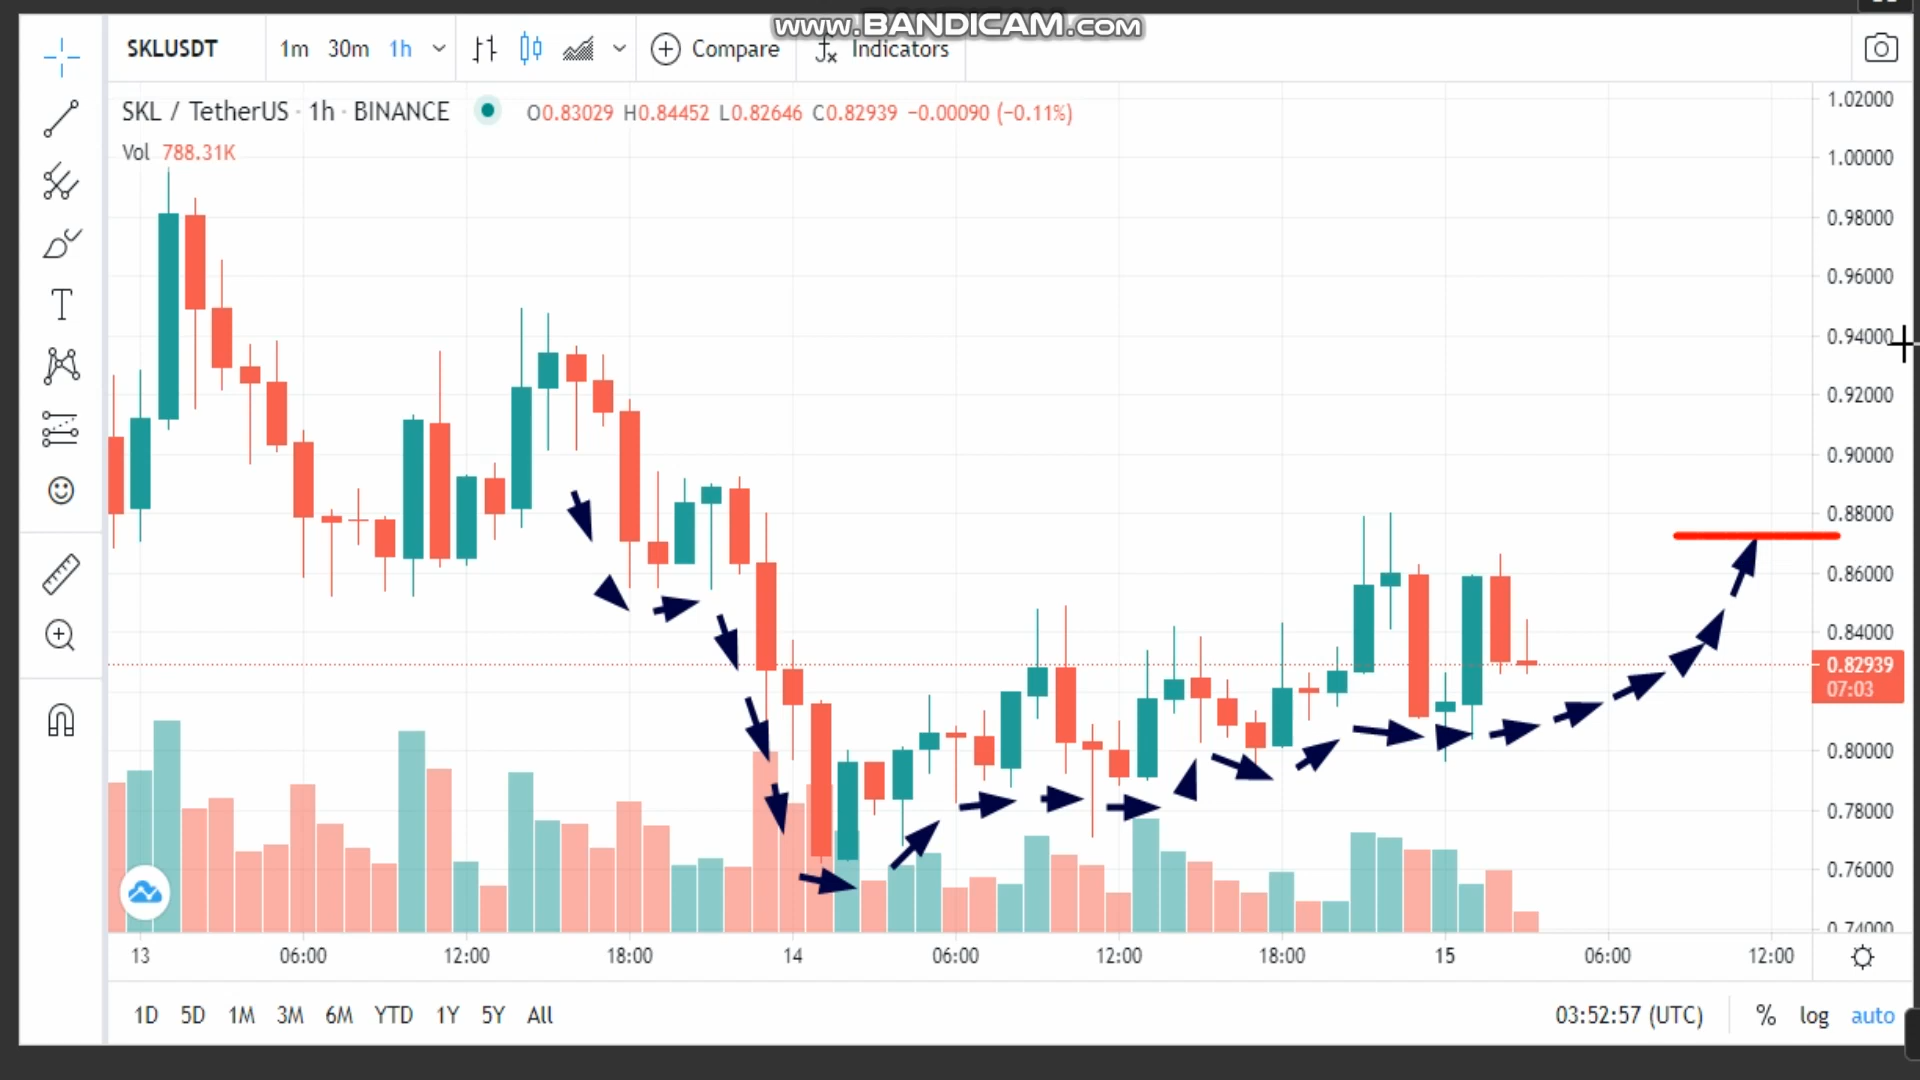 www.BANDICAM.com
SKLUSDT 1m 30m 1h Compare Indicators
SKL / TetherUS · 1h · BINANCE O0.83029 H0.84452 L0.82646 C0.82939 −0.00090 (−0.11%)
Vol 788.31K
1.02000
1.00000
0.98000
0.96000
0.94000
0.92000
0.90000
0.88000
0.86000
0.84000
0.82939
07:03
0.80000
0.78000
0.76000
0.74000
13 06:00 12:00 18:00 14 06:00 12:00 18:00 15 06:00 12:00
1D 5D 1M 3M 6M YTD 1Y 5Y All 03:52:57 (UTC) % log auto